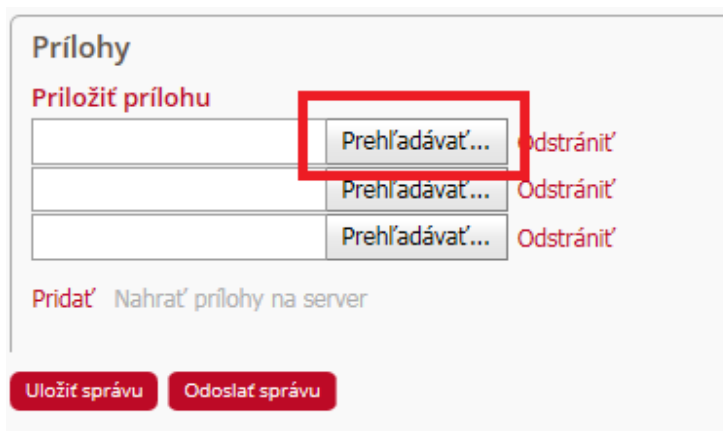 Prílohy
Priložiť prílohu
Prehľadávať... Odstrániť
Prehľadávať... Odstrániť
Prehľadávať... Odstrániť
Pridať Nahrať prílohy na server
Uložiť správu Odoslať správu